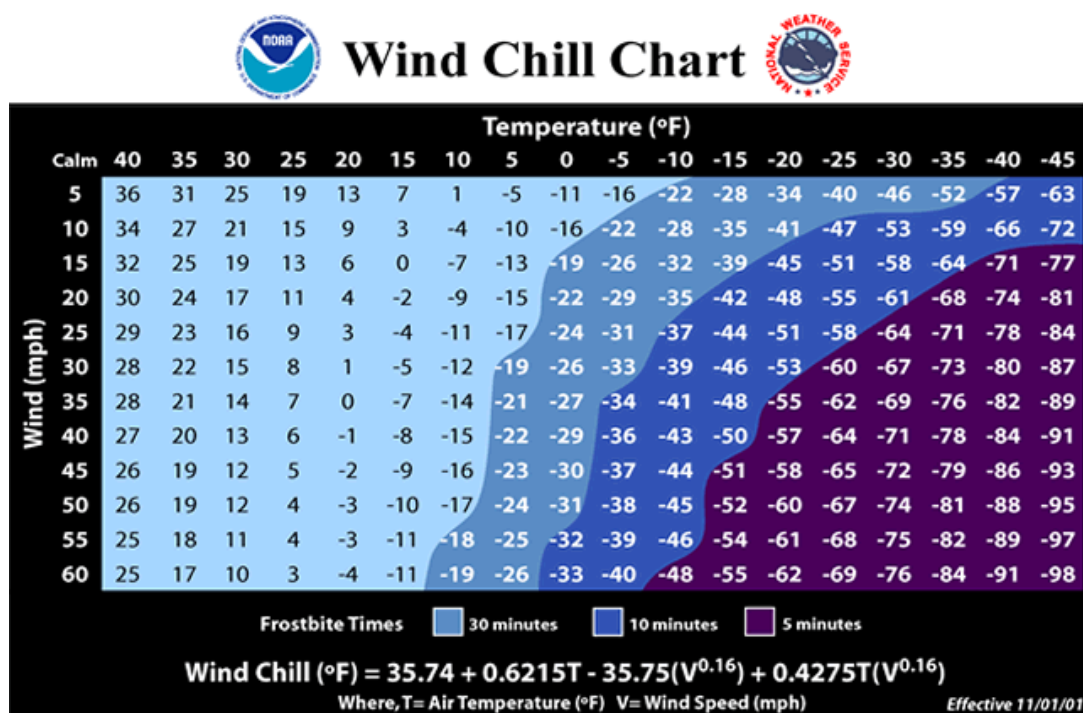 Wind Chill Chart
NOAA
NATIONAL WEATHER SERVICE
Temperature (ºF)
Calm 40 35 30 25 20 15 10 5 0 -5 -10 -15 -20 -25 -30 -35 -40 -45
Wind (mph)
5 36 31 25 19 13 7 1 -5 -11 -16 -22 -28 -34 -40 -46 -52 -57 -63
10 34 27 21 15 9 3 -4 -10 -16 -22 -28 -35 -41 -47 -53 -59 -66 -72
15 32 25 19 13 6 0 -7 -13 -19 -26 -32 -39 -45 -51 -58 -64 -71 -77
20 30 24 17 11 4 -2 -9 -15 -22 -29 -35 -42 -48 -55 -61 -68 -74 -81
25 29 23 16 9 3 -4 -11 -17 -24 -31 -37 -44 -51 -58 -64 -71 -78 -84
30 28 22 15 8 1 -5 -12 -19 -26 -33 -39 -46 -53 -60 -67 -73 -80 -87
35 28 21 14 7 0 -7 -14 -21 -27 -34 -41 -48 -55 -62 -69 -76 -82 -89
40 27 20 13 6 -1 -8 -15 -22 -29 -36 -43 -50 -57 -64 -71 -78 -84 -91
45 26 19 12 5 -2 -9 -16 -23 -30 -37 -44 -51 -58 -65 -72 -79 -86 -93
50 26 19 12 4 -3 -10 -17 -24 -31 -38 -45 -52 -60 -67 -74 -81 -88 -95
55 25 18 11 4 -3 -11 -18 -25 -32 -39 -46 -54 -61 -68 -75 -82 -89 -97
60 25 17 10 3 -4 -11 -19 -26 -33 -40 -48 -55 -62 -69 -76 -84 -91 -98
Frostbite Times 30 minutes 10 minutes 5 minutes
Wind Chill (ºF) = 35.74 + 0.6215T - 35.75(V^0.16) + 0.4275T(V^0.16)
Where, T= Air Temperature (ºF) V= Wind Speed (mph)
Effective 11/01/01